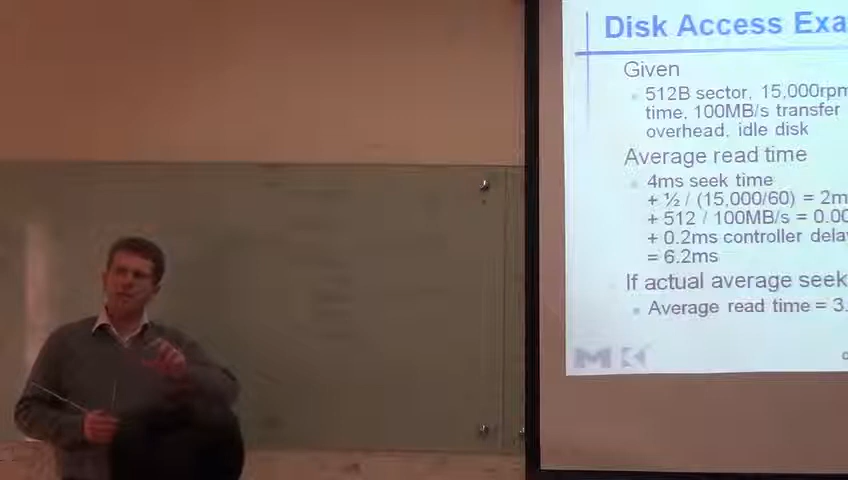 Disk Access Exa
Given
512B sector, 15,000rpm
time, 100MB/s transfer
overhead, idle disk
Average read time
4ms seek time
+ ½ / (15,000/60) = 2m
+ 512 / 100MB/s = 0.00
+ 0.2ms controller dela
= 6.2ms
If actual average seek
Average read time = 3.
M K